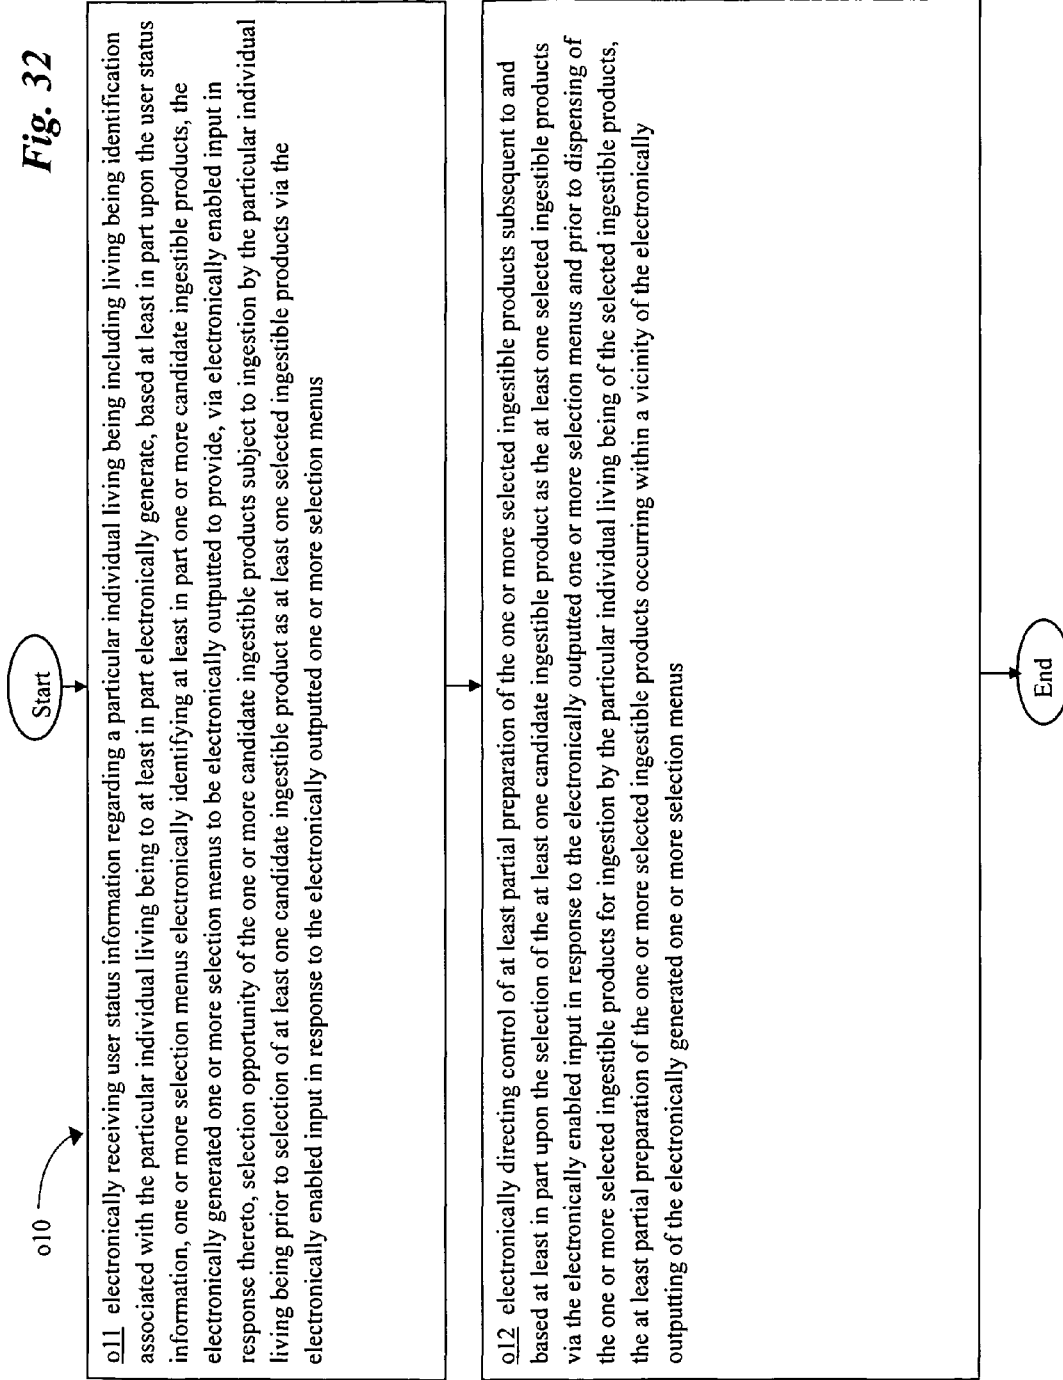 Fig. 32
o10
Start
o11 electronically receiving user status information regarding a particular individual living being including living being identification
associated with the particular individual living being to at least in part electronically generate, based at least in part upon the user status
information, one or more selection menus electronically identifying at least in part one or more candidate ingestible products, the
electronically generated one or more selection menus to be electronically outputted to provide, via electronically enabled input in
response thereto, selection opportunity of the one or more candidate ingestible products subject to ingestion by the particular individual
living being prior to selection of at least one candidate ingestible product as at least one selected ingestible products via the
electronically enabled input in response to the electronically outputted one or more selection menus
o12 electronically directing control of at least partial preparation of the one or more selected ingestible products subsequent to and
based at least in part upon the selection of the at least one candidate ingestible product as the at least one selected ingestible products
via the electronically enabled input in response to the electronically outputted one or more selection menus and prior to dispensing of
the one or more selected ingestible products for ingestion by the particular individual living being of the selected ingestible products,
the at least partial preparation of the one or more selected ingestible products occurring within a vicinity of the electronically
outputting of the electronically generated one or more selection menus
End